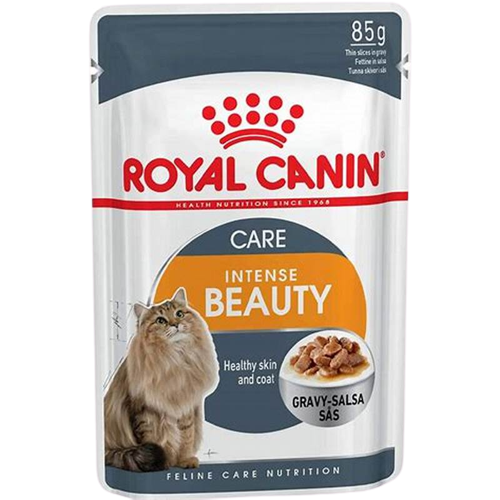 85g
Thin slices in gravy
Fettine in salsa
Tunna skivor i sås
ROYAL CANIN
HEALTH NUTRITION SINCE 1968
CARE
INTENSE
BEAUTY
Healthy skin
and coat
GRAVY-SALSA
SÅS
FELINE CARE NUTRITION